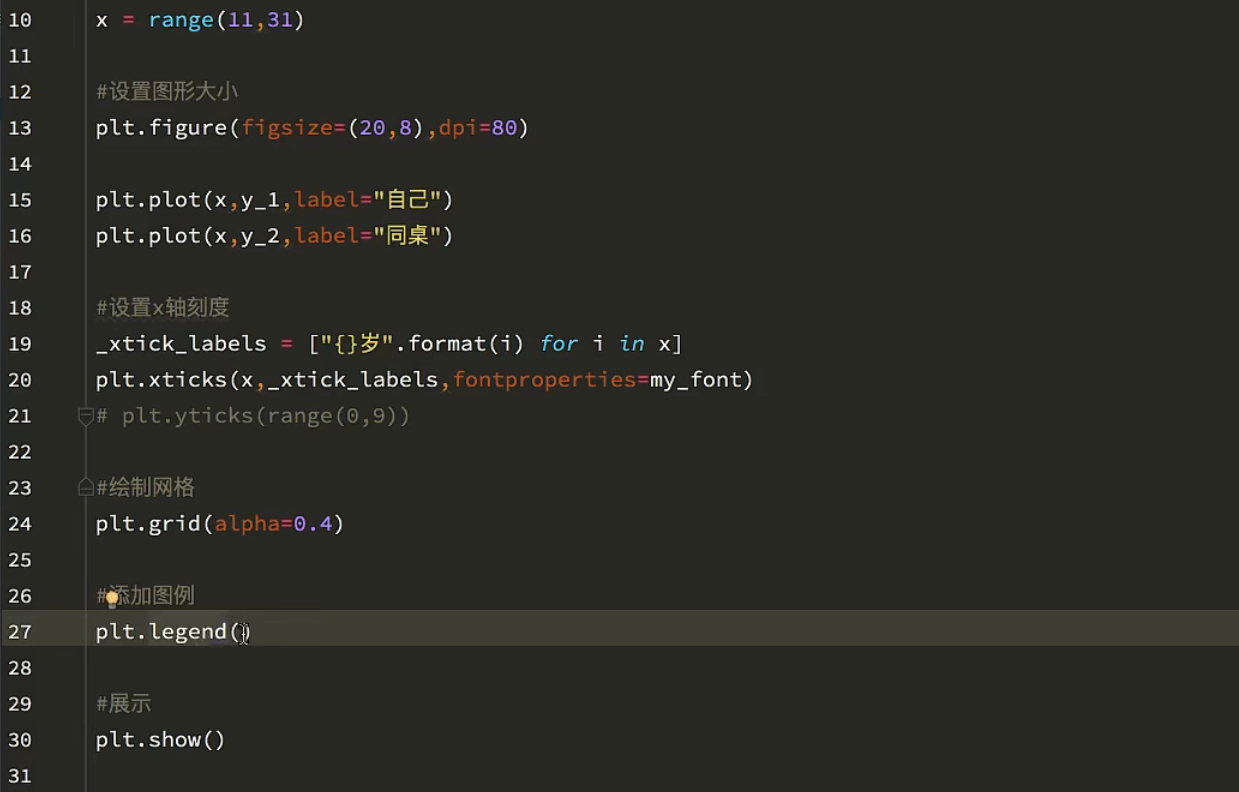 10 x = range(11,31)
11
12 #设置图形大小
13 plt.figure(figsize=(20,8),dpi=80)
14
15 plt.plot(x,y_1,label="自己")
16 plt.plot(x,y_2,label="同桌")
17
18 #设置x轴刻度
19 _xtick_labels = ["{}岁".format(i) for i in x]
20 plt.xticks(x,_xtick_labels,fontproperties=my_font)
21 # plt.yticks(range(0,9))
22
23 #绘制网格
24 plt.grid(alpha=0.4)
25
26 #添加图例
27 plt.legend()
28
29 #展示
30 plt.show()
31